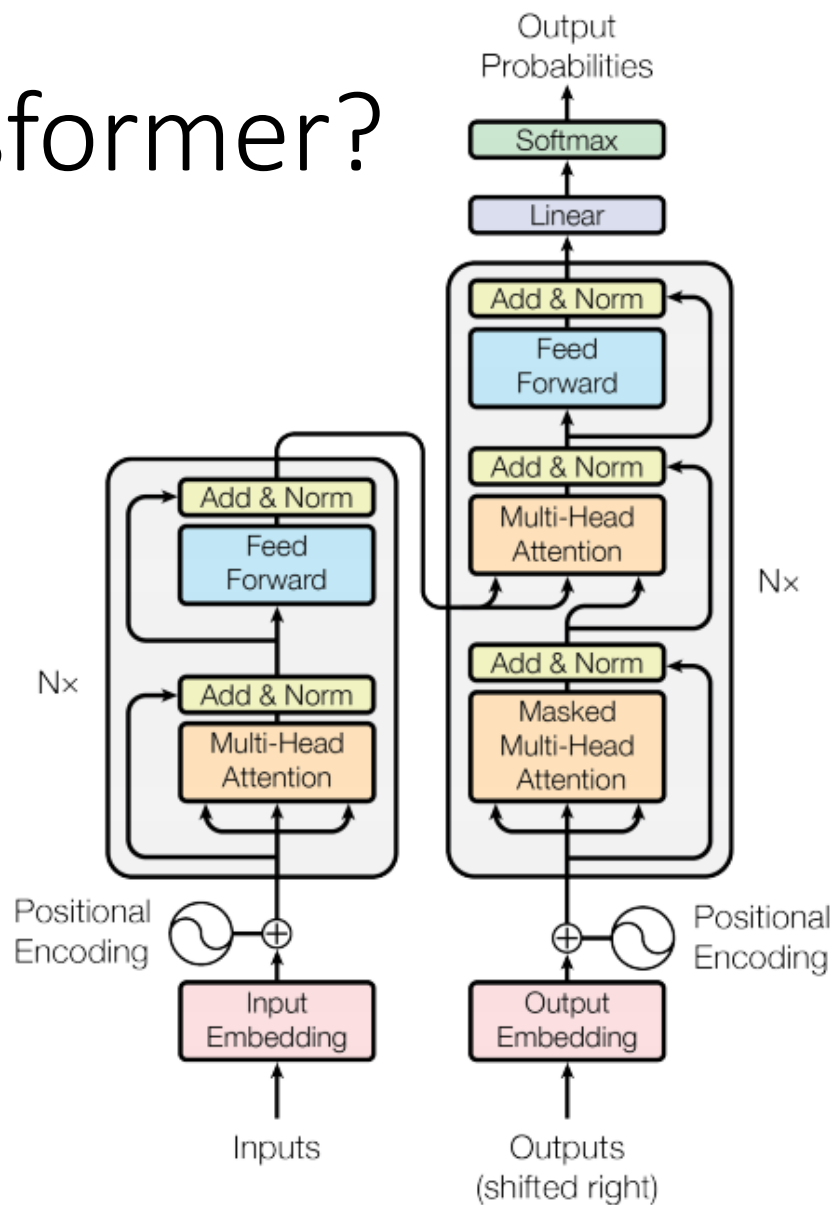 sformer?
Output
Probabilities
Softmax
Linear
Add & Norm
Feed
Forward
Add & Norm
Multi-Head
Attention
Nx
Add & Norm
Masked
Multi-Head
Attention
Add & Norm
Feed
Forward
Nx
Add & Norm
Multi-Head
Attention
Positional
Encoding
Positional
Encoding
Input
Embedding
Output
Embedding
Inputs
Outputs
(shifted right)